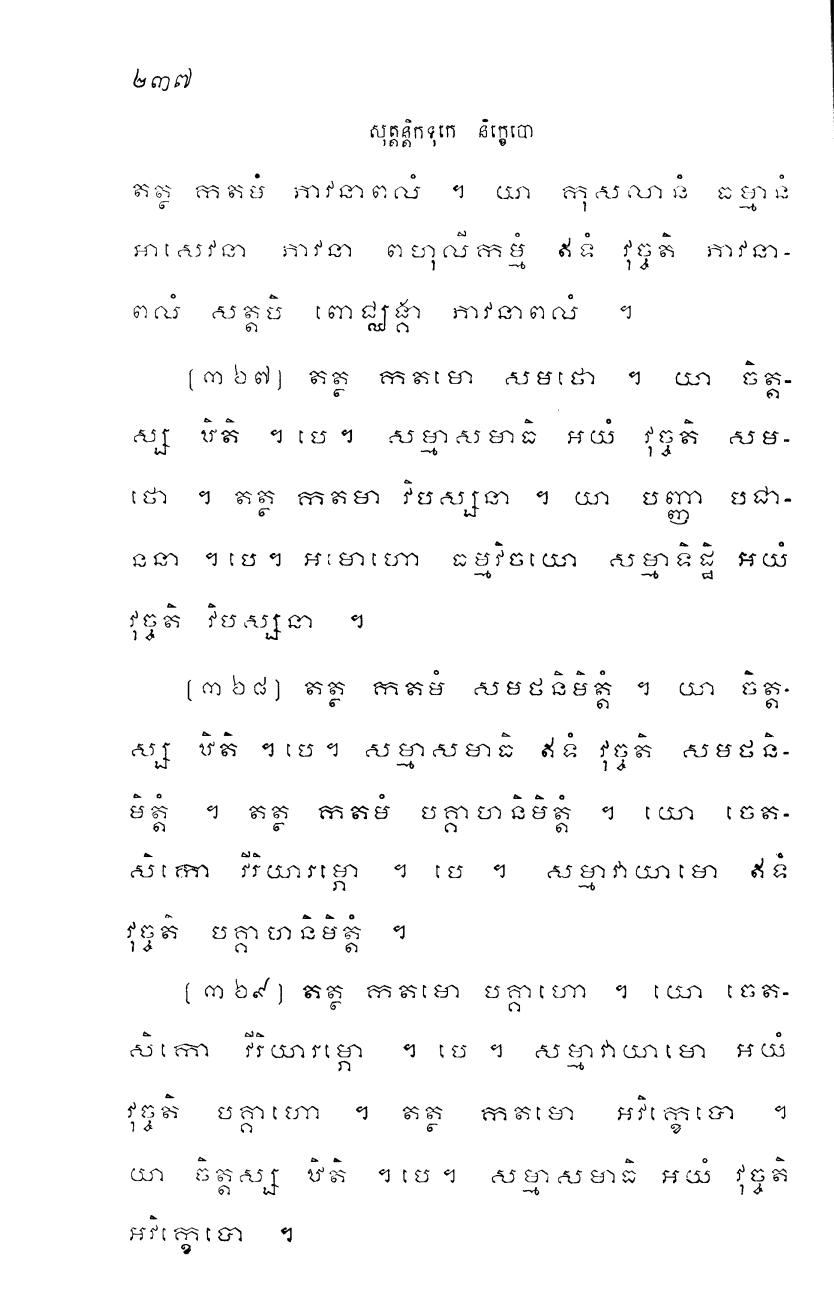 ២៣៧
សុត្តន្តិកទុកេ និក្ខេបោ
តត្ថ កតមំ ភាវនាពលំ ។ យា កុសលានំ ធម្មានំ
អាសេវនា ភាវនា ពហុលីកម្មំ ឥទំ វុច្ចតិ ភាវនា-
ពលំ សត្តបិ ពោជ្ឈង្គា ភាវនាពលំ ។
(៣៦៧) តត្ថ កតមោ សមថោ ។ យា ចិត្ត-
ស្ស ឋិតិ ។ បេ ។ សម្មាសមាធិ អយំ វុច្ចតិ សម-
ថោ ។ តត្ថ កតមា វិបស្សនា ។ យា បញ្ញា បជា-
ននា ។ បេ ។ អមោហោ ធម្មវិចយោ សម្មាទិដ្ឋិ អយំ
វុច្ចតិ វិបស្សនា ។
(៣៦៨) តត្ថ កតមំ សមថនិមិត្តំ ។ យា ចិត្ត-
ស្ស ឋិតិ ។ បេ ។ សម្មាសមាធិ ឥទំ វុច្ចតិ សមថនិ-
មិត្តំ ។ តត្ថ កតមំ បគ្គាហនិមិត្តំ ។ យោ ចេត-
សិកោ វីរិយារម្ភោ ។ បេ ។ សម្មាវាយាមោ ឥទំ
វុច្ចតិ បគ្គាហនិមិត្តំ ។
(៣៦៩) តត្ថ កតមោ បគ្គាហោ ។ យោ ចេត-
សិកោ វីរិយារម្ភោ ។ បេ ។ សម្មាវាយាមោ អយំ
វុច្ចតិ បគ្គាហោ ។ តត្ថ កតមោ អវិក្ខេបោ ។
យា ចិត្តស្ស ឋិតិ ។ បេ ។ សម្មាសមាធិ អយំ វុច្ចតិ
អវិក្ខេបោ ។